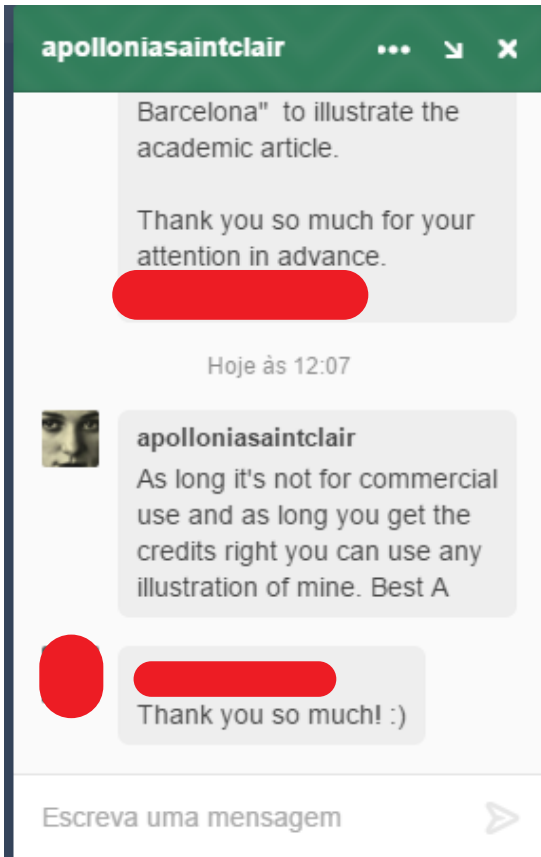 apolloniasaintclair
Barcelona" to illustrate the
academic article.
Thank you so much for your
attention in advance.
Hoje às 12:07
apolloniasaintclair
As long it's not for commercial
use and as long you get the
credits right you can use any
illustration of mine. Best A
Thank you so much! :)
Escreva uma mensagem